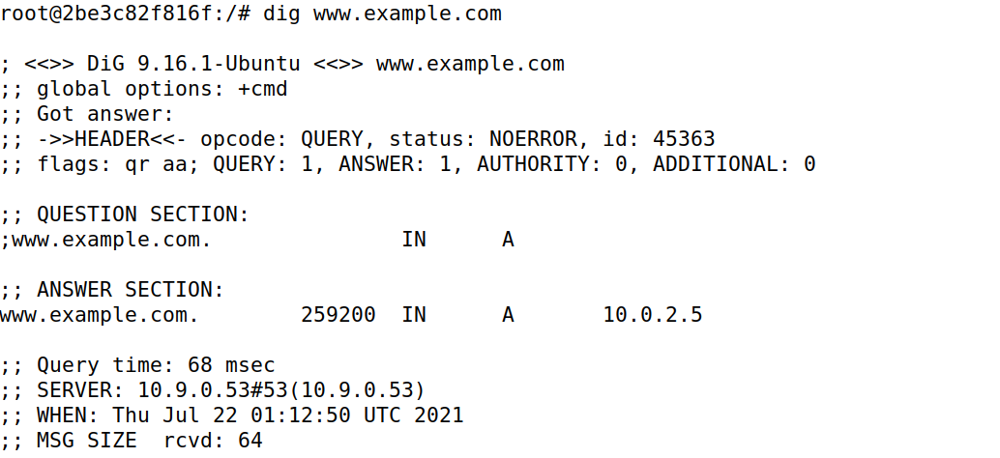 root@2be3c82f816f:/# dig www.example.com
; <<>> DiG 9.16.1-Ubuntu <<>> www.example.com
;; global options: +cmd
;; Got answer:
;; ->>HEADER<<- opcode: QUERY, status: NOERROR, id: 45363
;; flags: qr aa; QUERY: 1, ANSWER: 1, AUTHORITY: 0, ADDITIONAL: 0
;; QUESTION SECTION:
;www.example.com. IN A
;; ANSWER SECTION:
www.example.com. 259200 IN A 10.0.2.5
;; Query time: 68 msec
;; SERVER: 10.9.0.53#53(10.9.0.53)
;; WHEN: Thu Jul 22 01:12:50 UTC 2021
;; MSG SIZE rcvd: 64